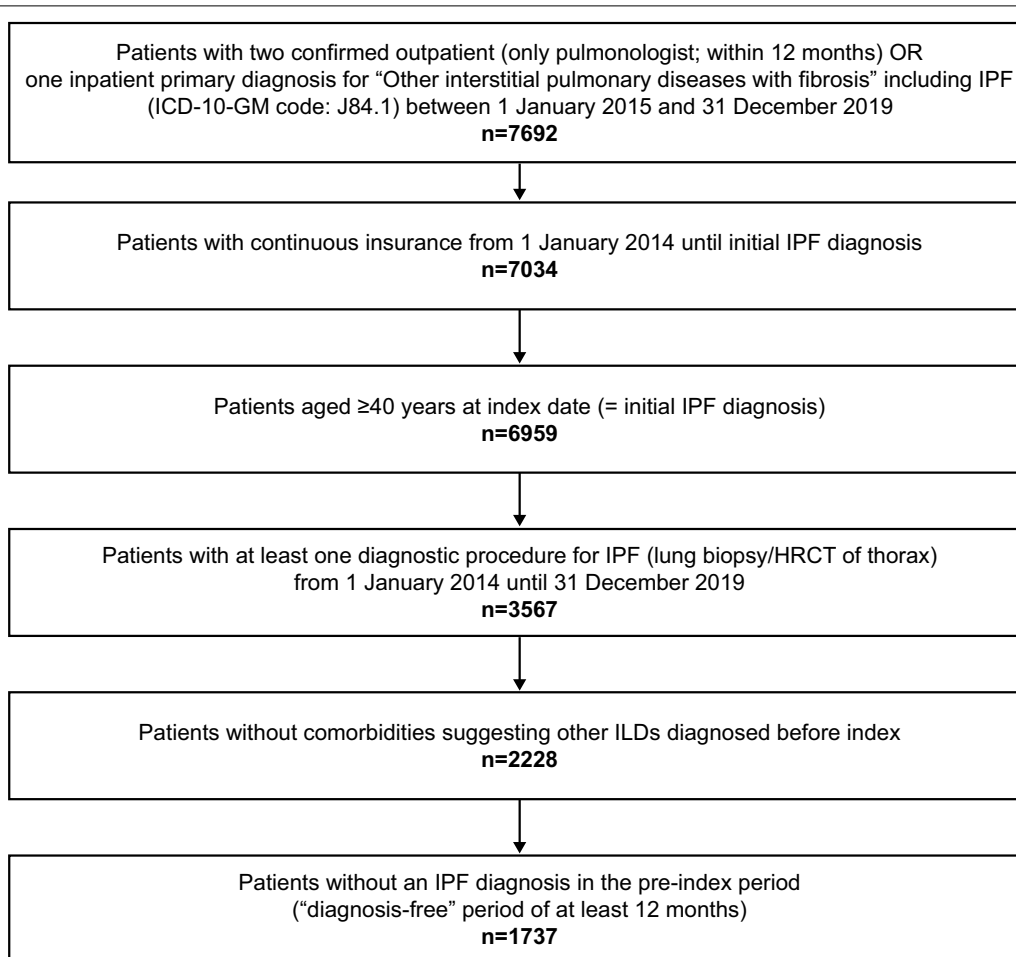 Patients with two confirmed outpatient (only pulmonologist; within 12 months) OR
one inpatient primary diagnosis for “Other interstitial pulmonary diseases with fibrosis” including IPF
(ICD-10-GM code: J84.1) between 1 January 2015 and 31 December 2019
n=7692
Patients with continuous insurance from 1 January 2014 until initial IPF diagnosis
n=7034
Patients aged ≥40 years at index date (= initial IPF diagnosis)
n=6959
Patients with at least one diagnostic procedure for IPF (lung biopsy/HRCT of thorax)
from 1 January 2014 until 31 December 2019
n=3567
Patients without comorbidities suggesting other ILDs diagnosed before index
n=2228
Patients without an IPF diagnosis in the pre-index period
(“diagnosis-free” period of at least 12 months)
n=1737